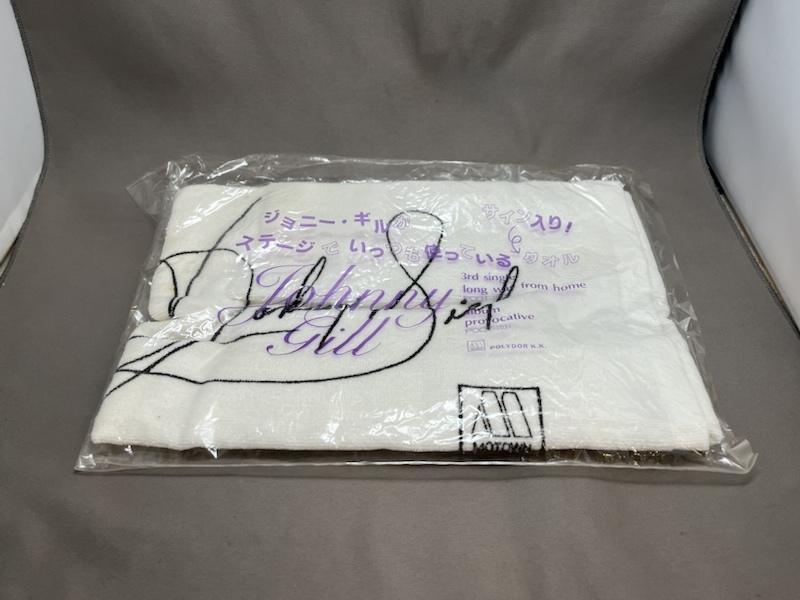 ジョニー・ギルが
ステージでいつも使っている
サイン入り!
タオル
Johnny
Gill
3rd single
long way from home
album
provocative
POLYDOR K.K.
Johnny Gill
MOTOWN